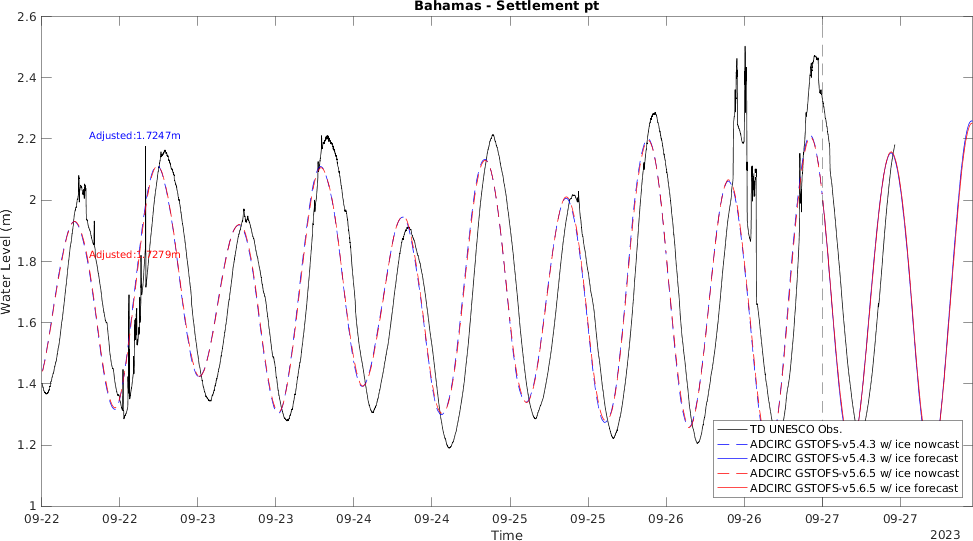 Bahamas - Settlement pt
2.6
2.4
2.2
2
1.8
1.6
1.4
1.2
1
Water Level (m)
Adjusted:1.7247m
Adjusted:1.7279m
TD UNESCO Obs.
ADCIRC GSTOFS-v5.4.3 w/ ice nowcast
ADCIRC GSTOFS-v5.4.3 w/ ice forecast
ADCIRC GSTOFS-v5.6.5 w/ ice nowcast
ADCIRC GSTOFS-v5.6.5 w/ ice forecast
09-22 09-22 09-23 09-23 09-24 09-24 09-25 09-25 09-26 09-26 09-27 09-27
Time
2023